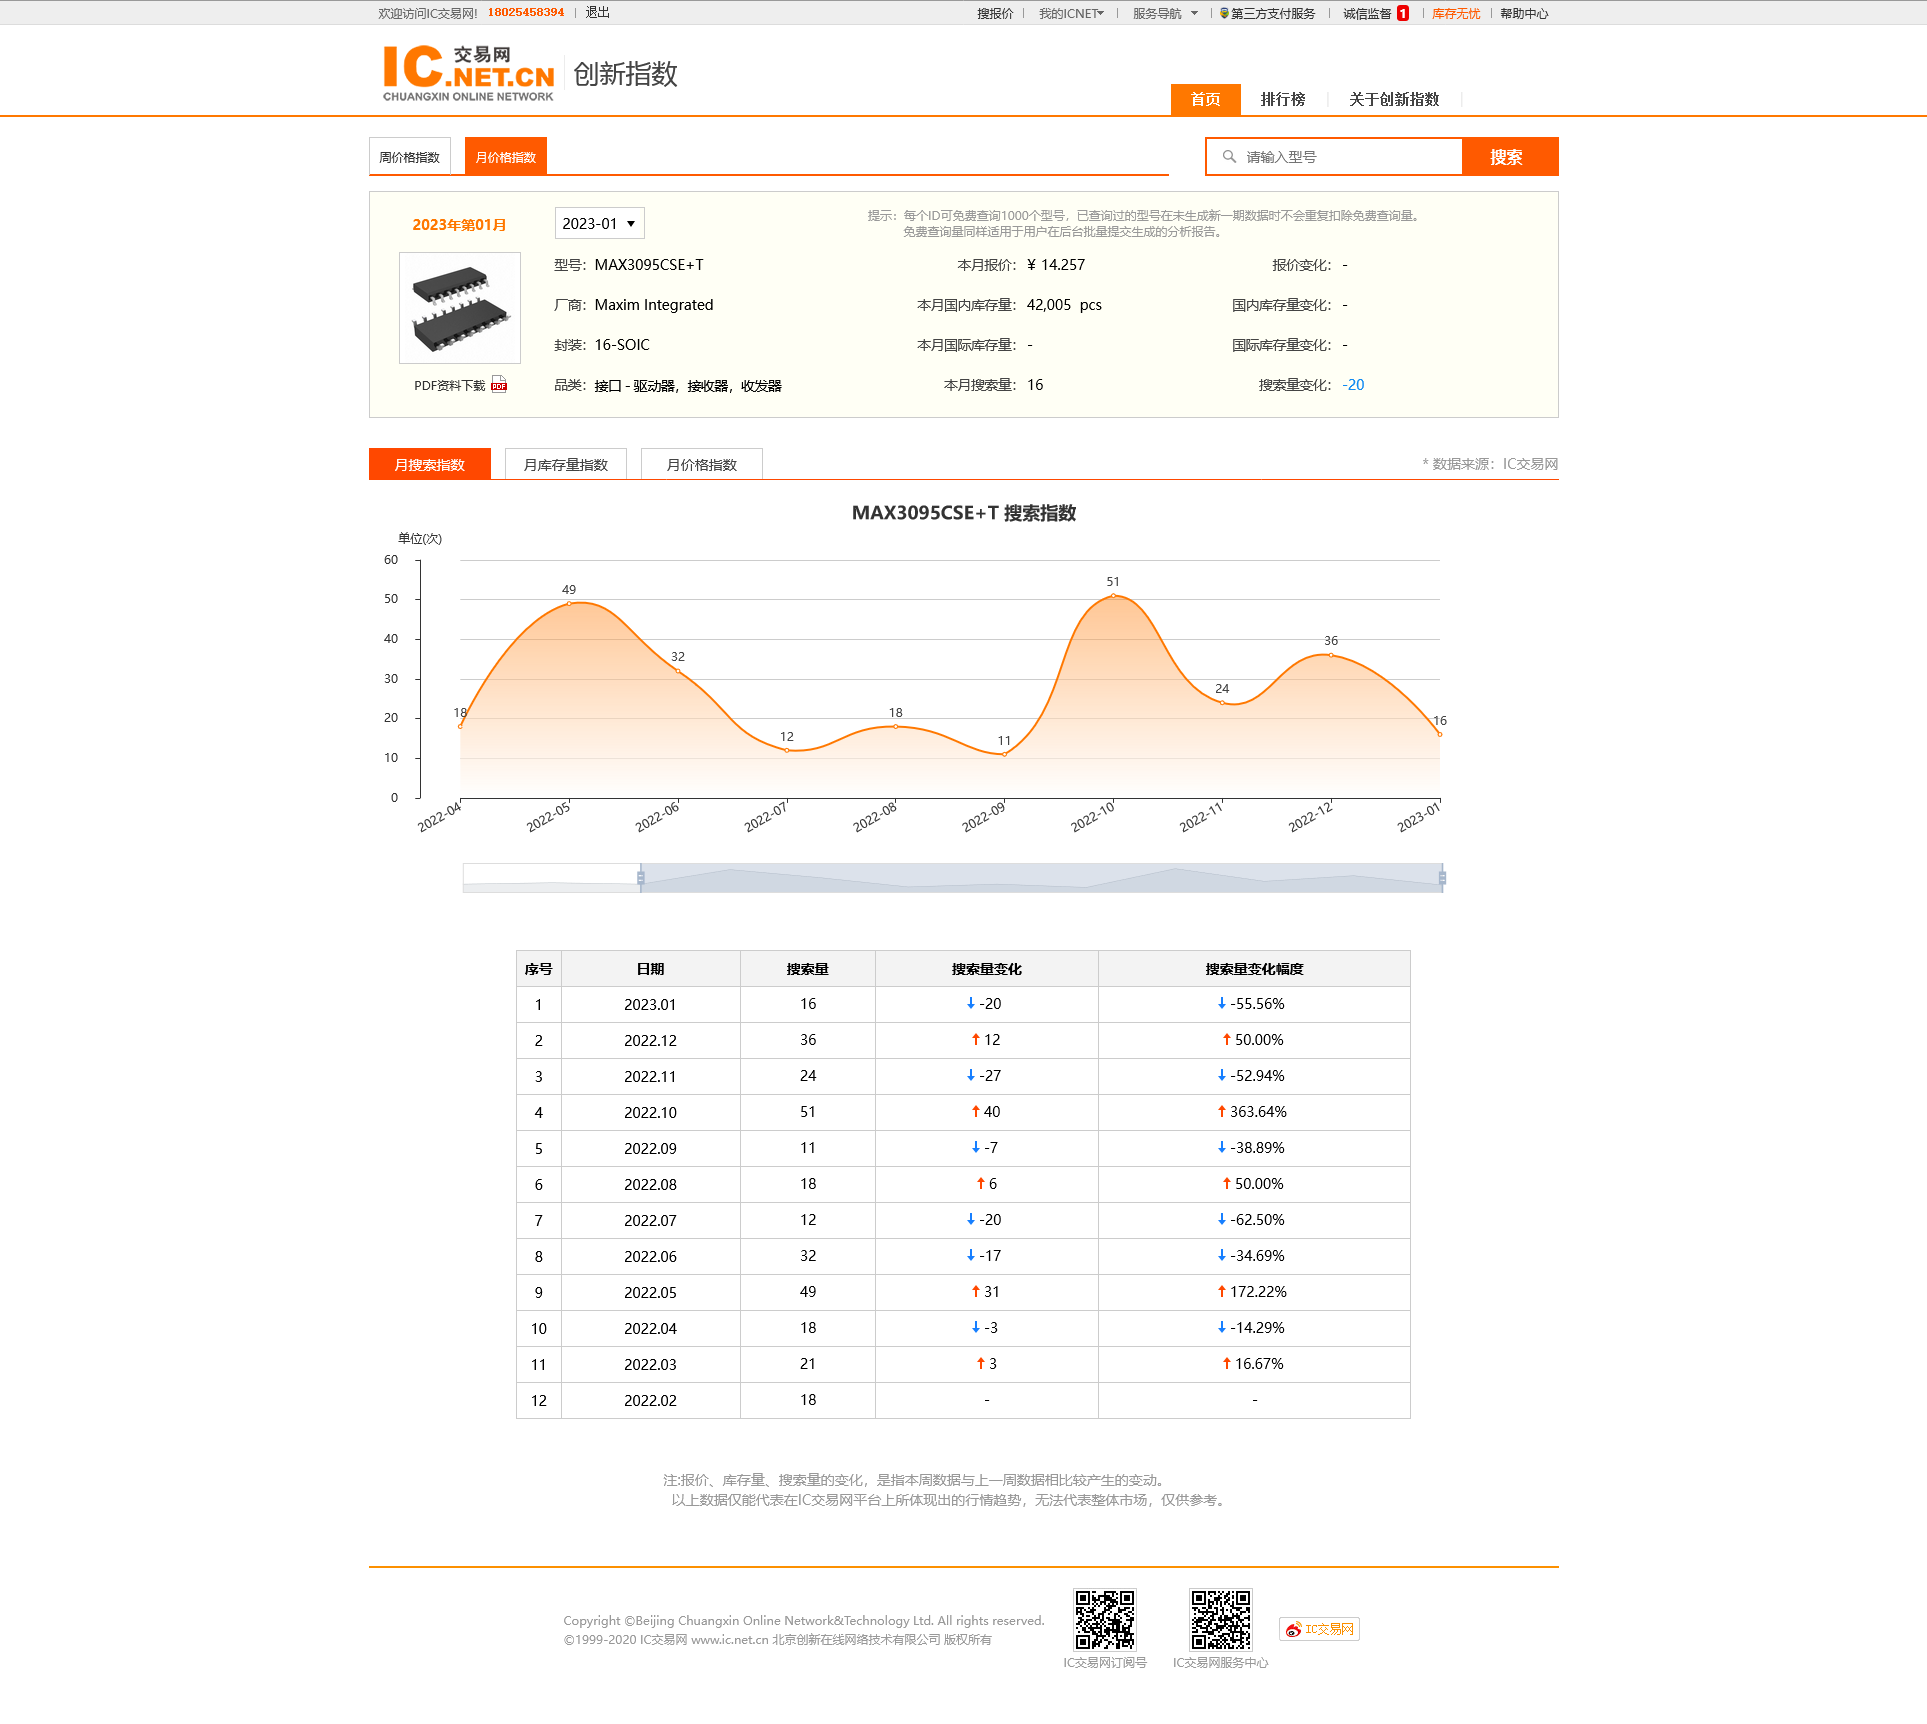 欢迎访问IC交易网! 18025458394 退出 搜报价 我的ICNET 服务导航 第三方支付服务 诚信监督 1 库存无忧 帮助中心
IC 交易网 .NET.CN 创新指数
CHUANGXIN ONLINE NETWORK
首页 排行榜 关于创新指数
周价格指数 月价格指数 请输入型号 搜索
2023年第01月 2023-01 提示：每个ID可免费查询1000个型号，已查询过的型号在未生成新一期数据时不会重复扣除免费查询量。
免费查询量同样适用于用户在后台批量提交生成的分析报告。
型号：MAX3095CSE+T 本月报价：¥ 14.257 报价变化：-
厂商：Maxim Integrated 本月国内库存量：42,005 pcs 国内库存量变化：-
封装：16-SOIC 本月国际库存量：- 国际库存量变化：-
PDF资料下载 PDF 品类：接口 - 驱动器，接收器，收发器 本月搜索量：16 搜索量变化：-20
月搜索指数 月库存量指数 月价格指数 * 数据来源：IC交易网
MAX3095CSE+T 搜索指数
单位(次)
60
50
40
30
20
10
0
18 49 32 12 18 11 51 24 36 16
2022-04 2022-05 2022-06 2022-07 2022-08 2022-09 2022-10 2022-11 2022-12 2023-01
序号 日期 搜索量 搜索量变化 搜索量变化幅度
1 2023.01 16 ↓ -20 ↓ -55.56%
2 2022.12 36 ↑ 12 ↑ 50.00%
3 2022.11 24 ↓ -27 ↓ -52.94%
4 2022.10 51 ↑ 40 ↑ 363.64%
5 2022.09 11 ↓ -7 ↓ -38.89%
6 2022.08 18 ↑ 6 ↑ 50.00%
7 2022.07 12 ↓ -20 ↓ -62.50%
8 2022.06 32 ↓ -17 ↓ -34.69%
9 2022.05 49 ↑ 31 ↑ 172.22%
10 2022.04 18 ↓ -3 ↓ -14.29%
11 2022.03 21 ↑ 3 ↑ 16.67%
12 2022.02 18 - -
注:报价、库存量、搜索量的变化，是指本周数据与上一周数据相比较产生的变动。
以上数据仅能代表在IC交易网平台上所体现出的行情趋势，无法代表整体市场，仅供参考。
Copyright ©Beijing Chuangxin Online Network&Technology Ltd. All rights reserved.
©1999-2020 IC交易网 www.ic.net.cn 北京创新在线网络技术有限公司 版权所有
IC交易网
IC交易网订阅号 IC交易网服务中心